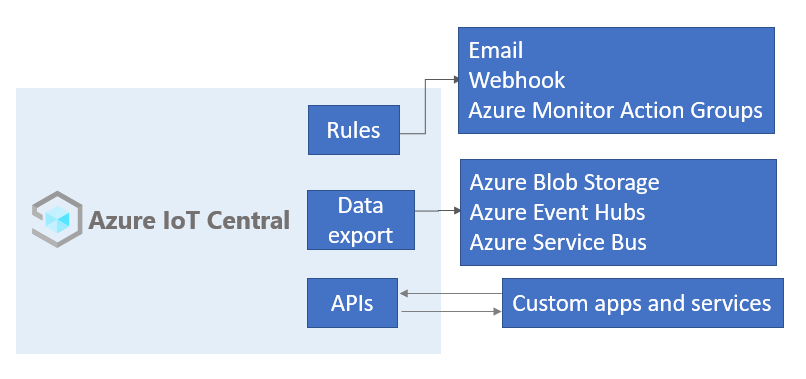 Email
Webhook
Azure Monitor Action Groups
Rules
Azure IoT Central
Data
export
Azure Blob Storage
Azure Event Hubs
Azure Service Bus
APIs
Custom apps and services